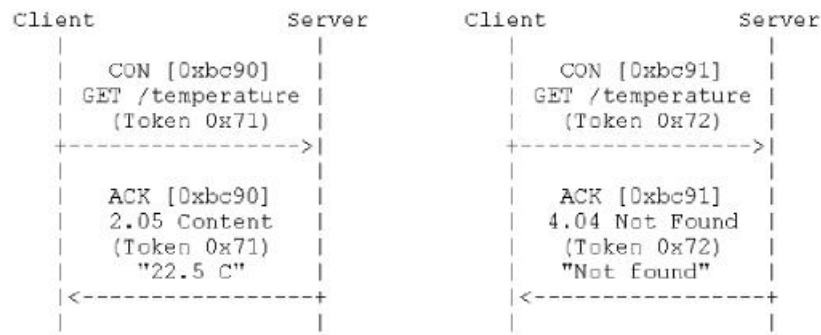 Client Server Client Server
CON [0xbc90] CON [0xbc91]
GET /temperature GET /temperature
(Token 0x71) (Token 0x72)
ACK [0xbc90] ACK [0xbc91]
2.05 Content 4.04 Not Found
(Token 0x71) (Token 0x72)
"22.5 C" "Not found"